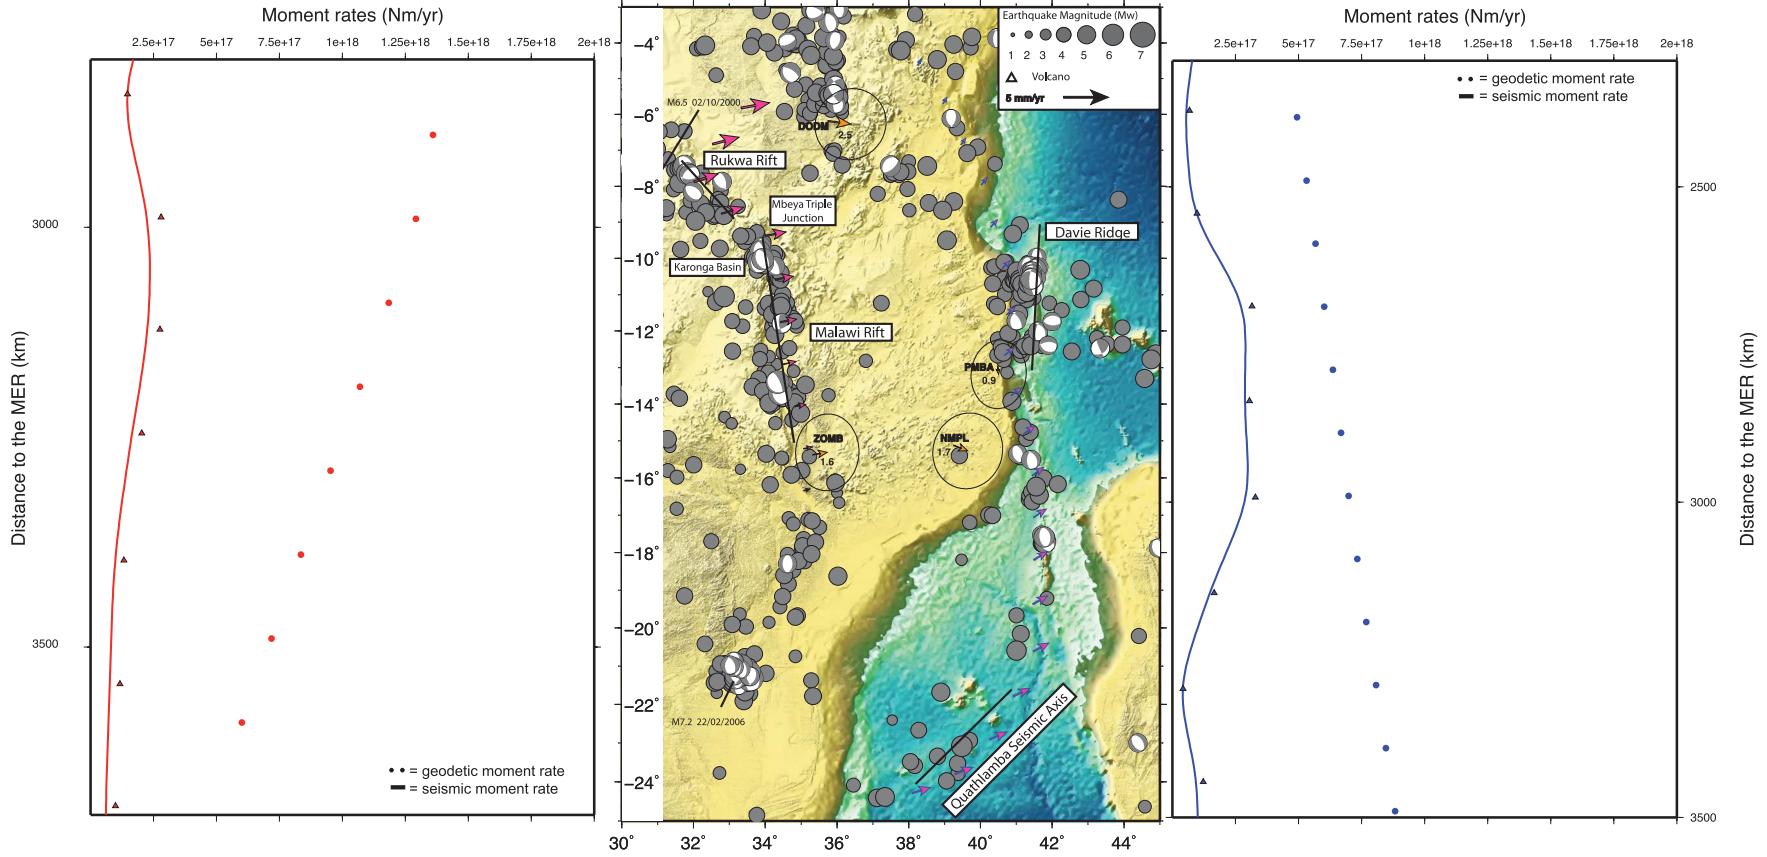 Moment rates (Nm/yr)
2.5e+17 5e+17 7.5e+17 1e+18 1.25e+18 1.5e+18 1.75e+18 2e+18
Distance to the MER (km)
3000
3500
•• = geodetic moment rate
▬ = seismic moment rate
−4°
−6°
−8°
−10°
−12°
−14°
−16°
−18°
−20°
−22°
−24°
30° 32° 34° 36° 38° 40° 42° 44°
Earthquake Magnitude (Mw)
1 2 3 4 5 6 7
Volcano
5 mm/yr
M6.5 02/10/2000
DODM
2.5
Rukwa Rift
Mbeya Triple
Junction
Davie Ridge
Karonga Basin
Malawi Rift
PMBA
0.9
ZOMB
1.6
NMPL
1.7
M7.2 22/02/2006
Quathlamba Seismic Axis
Moment rates (Nm/yr)
2.5e+17 5e+17 7.5e+17 1e+18 1.25e+18 1.5e+18 1.75e+18 2e+18
•• = geodetic moment rate
▬ = seismic moment rate
2500
3000
3500
Distance to the MER (km)